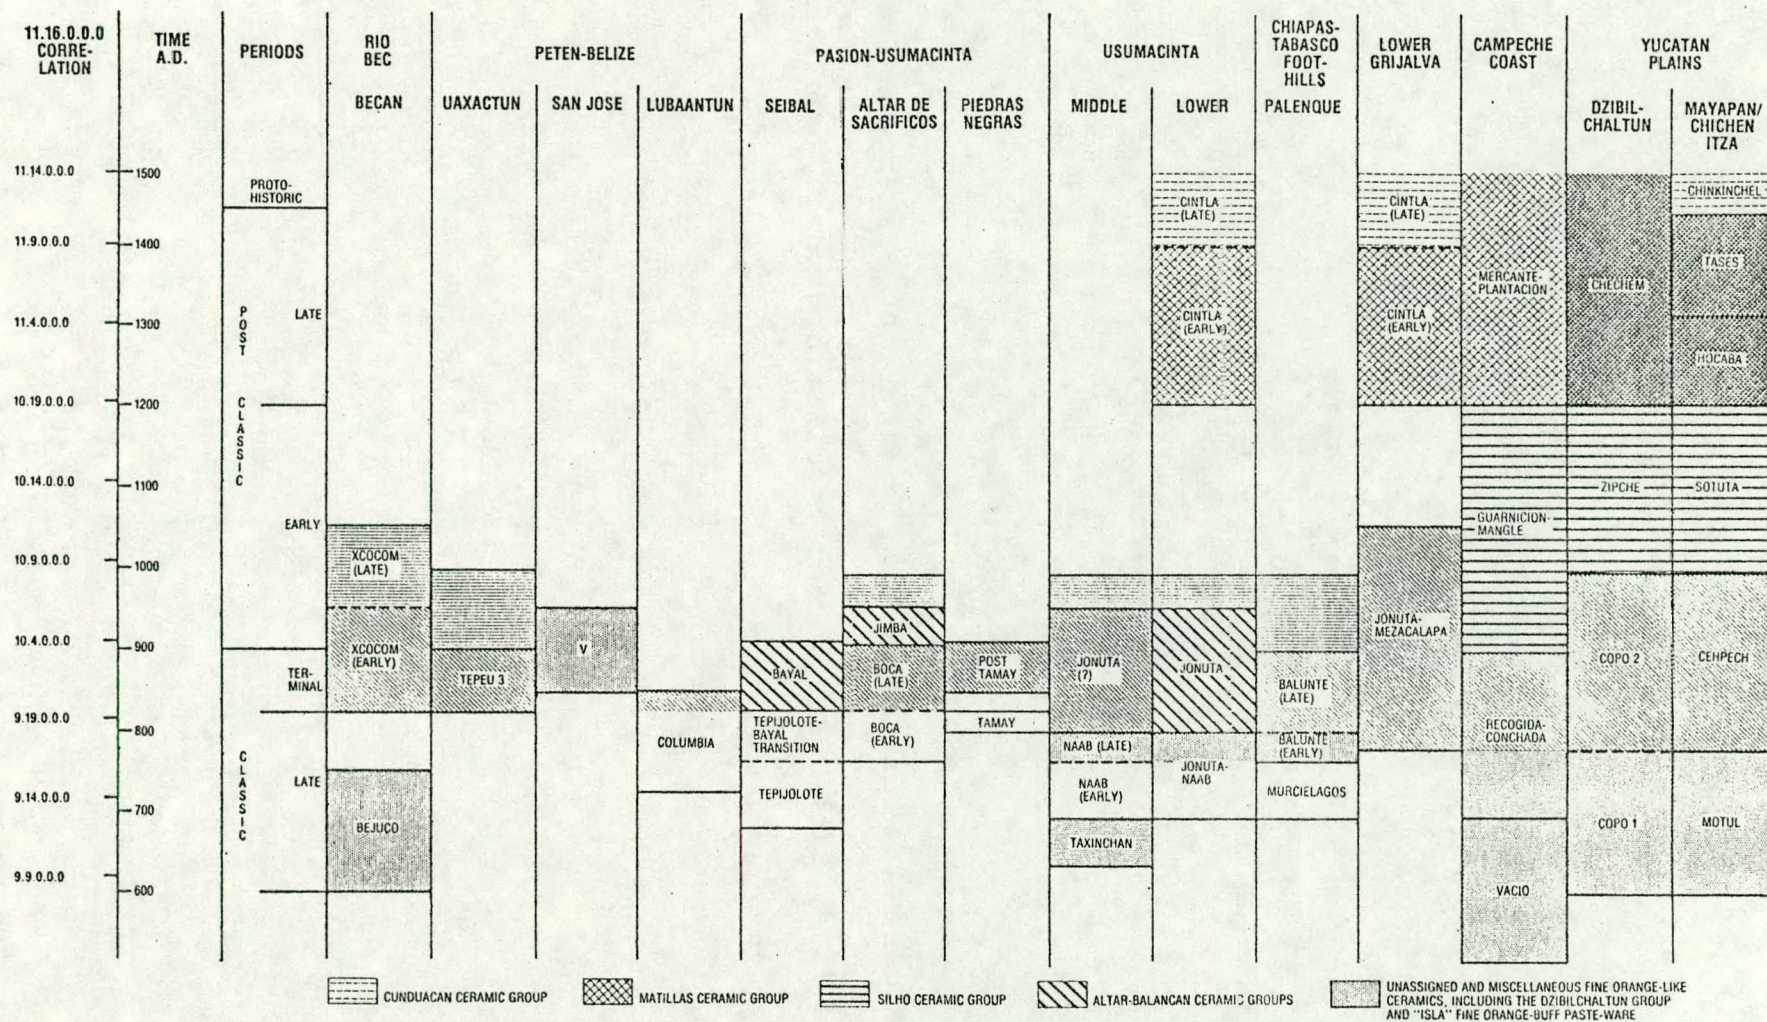 11.16.0.0.0
CORRE-
LATION
TIME
A.D.
PERIODS
RIO
BEC
BECAN
PETEN-BELIZE
UAXACTUN
SAN JOSE
LUBAANTUN
PASION-USUMACINTA
SEIBAL
ALTAR DE
SACRIFICOS
PIEDRAS
NEGRAS
USUMACINTA
MIDDLE
LOWER
CHIAPAS-
TABASCO
FOOT-
HILLS
PALENQUE
LOWER
GRIJALVA
CAMPECHE
COAST
YUCATAN
PLAINS
DZIBIL-
CHALTUN
MAYAPAN/
CHICHEN
ITZA
11.14.0.0.0
11.9.0.0.0
11.4.0.0.0
10.19.0.0.0
10.14.0.0.0
10.9.0.0.0
10.4.0.0.0
9.19.0.0.0
9.14.0.0.0
9.9 0.0.0
1500
1400
1300
1200
1100
1000
900
800
700
600
PROTO-
HISTORIC
POST CLASSIC
LATE
EARLY
CLASSIC
TER-
MINAL
LATE
XCOCOM
(LATE)
XCOCOM
(EARLY)
BEJUCO
TEPEU 3
V
COLUMBIA
BAYAL
TEPIJOLOTE-
BAYAL
TRANSITION
TEPIJOLOTE
JIMBA
BOCA
(LATE)
BOCA
(EARLY)
POST
TAMAY
TAMAY
JONUTA
(?)
NAAB (LATE)
NAAB
(EARLY)
TAXINCHAN
CINTLA
(LATE)
CINTLA
(EARLY)
JONUTA
JONUTA-
NAAB
BALUNTE
(LATE)
BALUNTE
(EARLY)
MURCIELAGOS
CINTLA
(LATE)
CINTLA
(EARLY)
JONUTA-
MEZACALAPA
MERCANTE-
PLANTACION
GUARNICION-
MANGLE
RECOGIDA-
CONCHADA
VACIO
CHECHEM
ZIPCHE
COPO 2
COPO 1
CHINKINCHEL
TASES
HOCABA
SOTUTA
CEHPECH
MOTUL
CUNDUACAN CERAMIC GROUP
MATILLAS CERAMIC GROUP
SILHO CERAMIC GROUP
ALTAR-BALANCAN CERAMIC GROUPS
UNASSIGNED AND MISCELLANEOUS FINE ORANGE-LIKE
CERAMICS, INCLUDING THE DZIBILCHALTUN GROUP
AND "ISLA" FINE ORANGE-BUFF PASTE-WARE